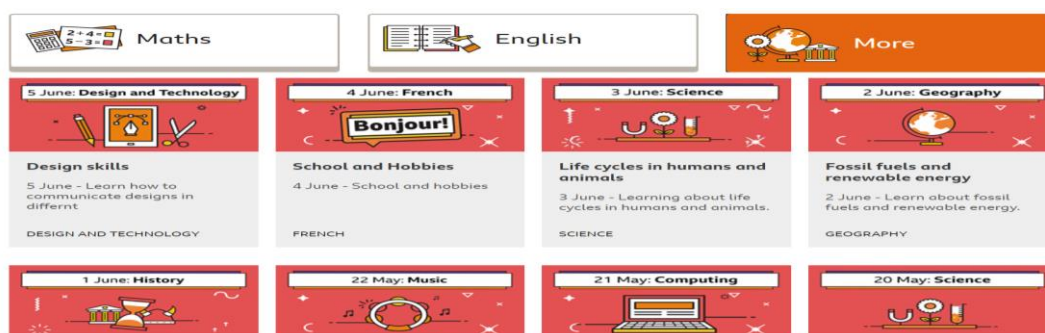 2+4=
5-3=
Maths
English
More
5 June: Design and Technology
Design skills
5 June - Learn how to
communicate designs in
differnt
DESIGN AND TECHNOLOGY
4 June: French
Bonjour!
School and Hobbies
4 June - School and hobbies
FRENCH
3 June: Science
Life cycles in humans and
animals
3 June - Learning about life
cycles in humans and animals.
SCIENCE
2 June: Geography
Fossil fuels and
renewable energy
2 June - Learn about fossil
fuels and renewable energy.
GEOGRAPHY
1 June: History
22 May: Music
21 May: Computing
20 May: Science